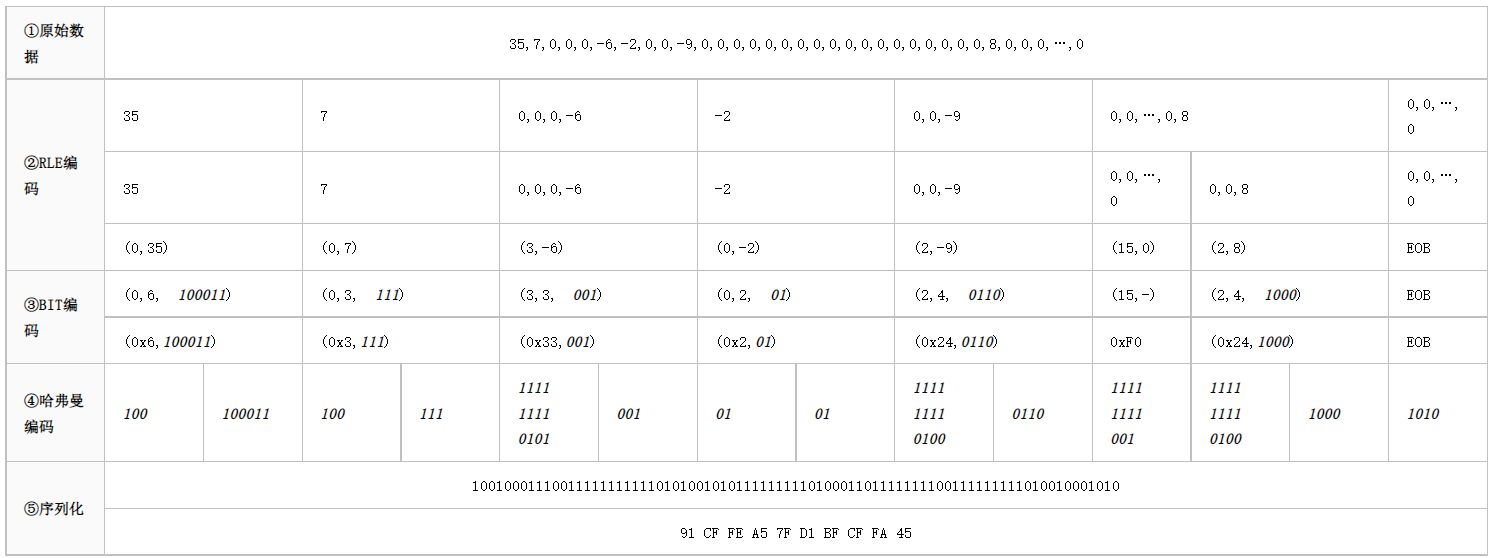 ①原始数据
35,7,0,0,0,-6,-2,0,0,-9,0,0,0,0,0,0,0,0,0,0,0,0,0,0,0,0,0,0,8,0,0,0,…,0
②RLE编码
35 7 0,0,0,-6 -2 0,0,-9 0,0,…,0,8 0,0,…,0
35 7 0,0,0,-6 -2 0,0,-9 0,0,…,0 0,0,8 0,0,…,0
(0,35) (0,7) (3,-6) (0,-2) (2,-9) (15,0) (2,8) EOB
③BIT编码
(0,6, 100011) (0,3, 111) (3,3, 001) (0,2, 01) (2,4, 0110) (15,-) (2,4, 1000) EOB
(0x6,100011) (0x3,111) (0x33,001) (0x2,01) (0x24,0110) 0xF0 (0x24,1000) EOB
④哈弗曼编码
100 100011 100 111 1111 1111 0101 001 01 01 1111 1111 0100 0110 1111 1111 001 1111 1111 0100 1000 1010
⑤序列化
100100011100111111111110101001010111111111010001101111111100111111111010010001010
91 CF FE A5 7F D1 BF CF FA 45